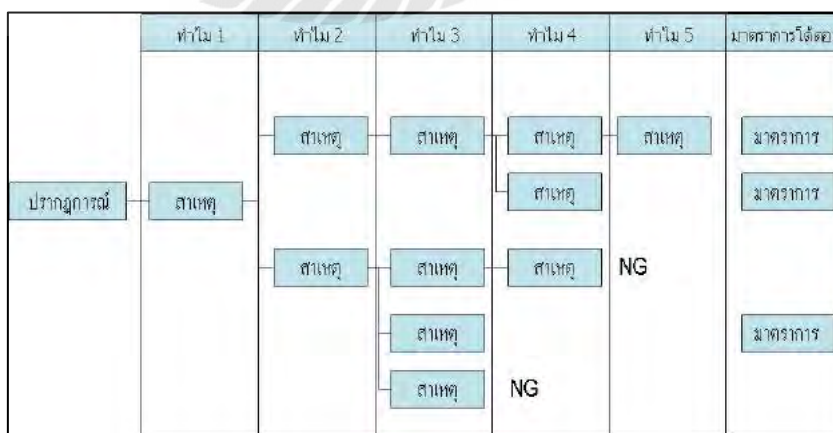 ทำไม 1 ทำไม 2 ทำไม 3 ทำไม 4 ทำไม 5 มาตราการโต้ตอ
สาเหตุ สาเหตุ สาเหตุ สาเหตุ มาตราการ
สาเหตุ มาตราการ
ปรากฏการณ์ สาเหตุ
สาเหตุ สาเหตุ สาเหตุ NG
สาเหตุ มาตราการ
สาเหตุ NG